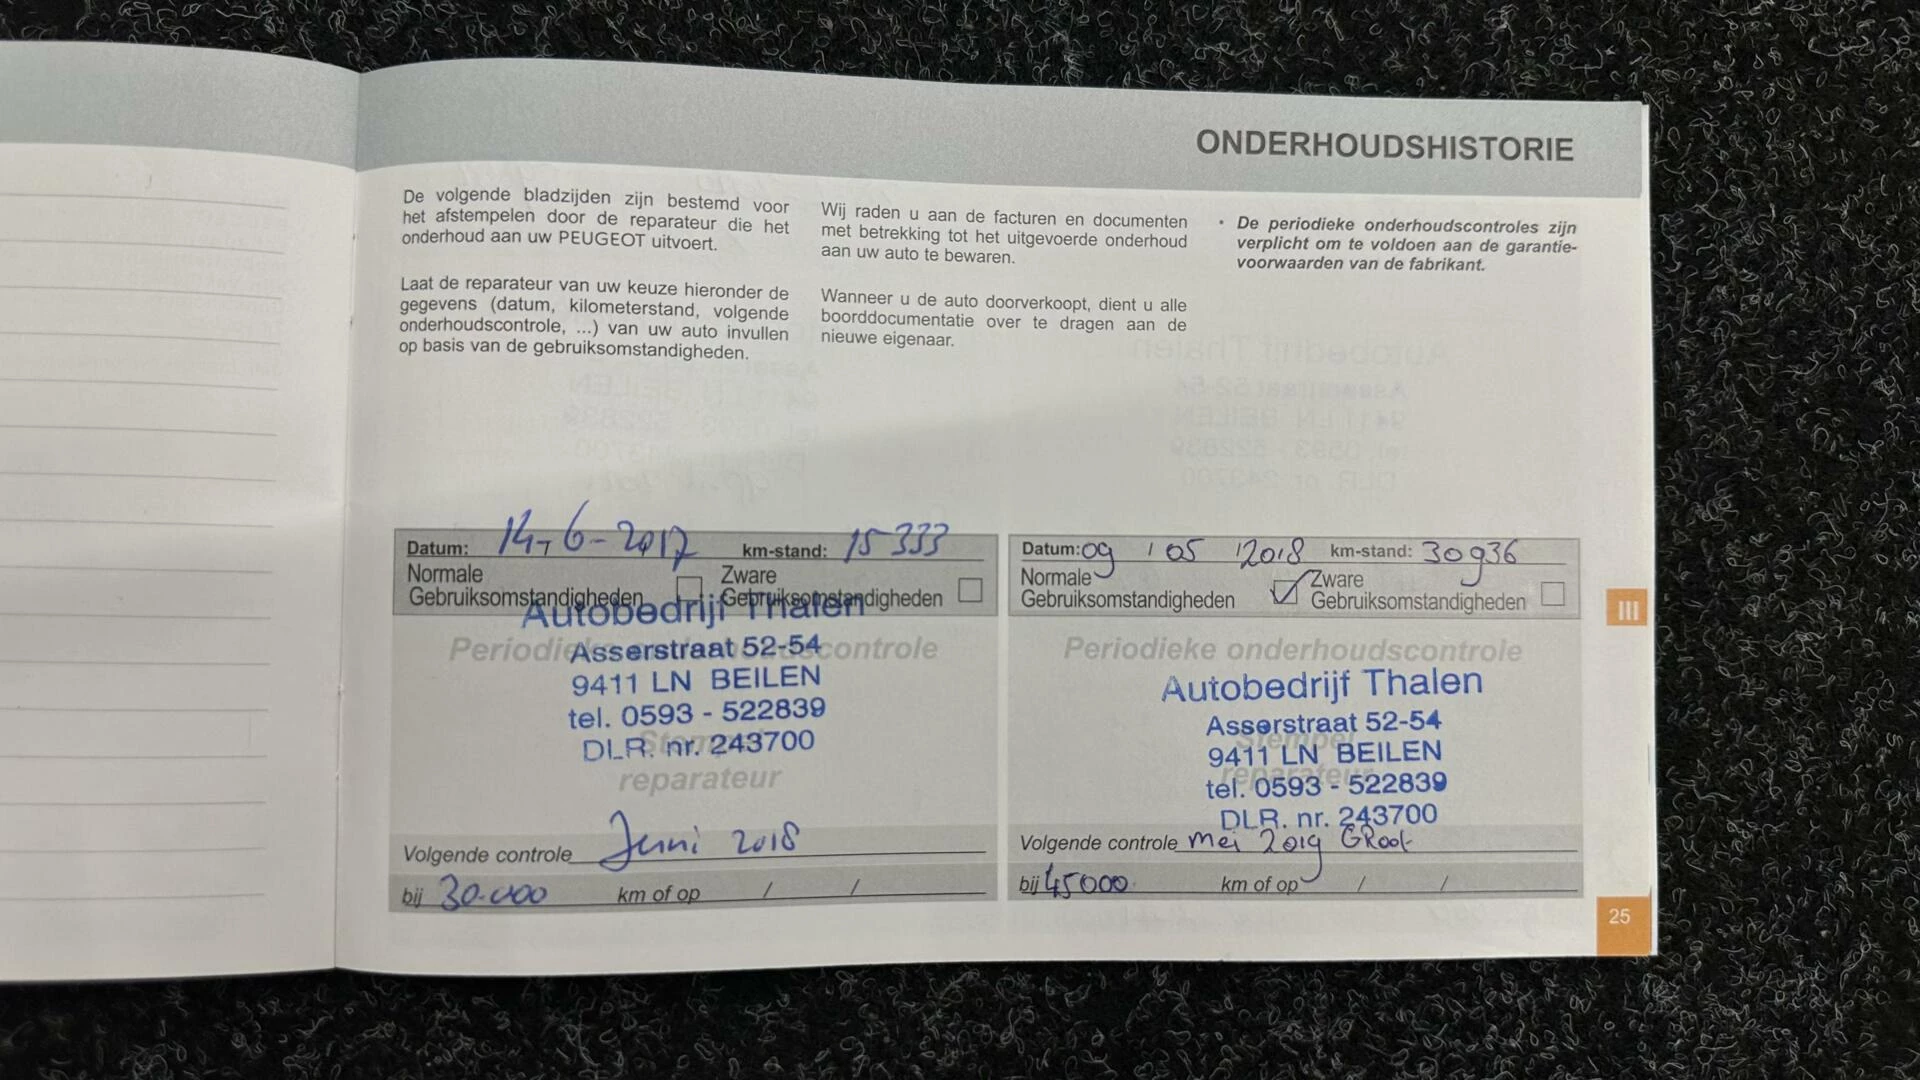 ONDERHOUDSHISTORIE
De volgende bladzijden zijn bestemd voor
het afstempelen door de reparateur die het
onderhoud aan uw PEUGEOT uitvoert.
Laat de reparateur van uw keuze hieronder de
gegevens (datum, kilometerstand, volgende
onderhoudscontrole, ...) van uw auto invullen
op basis van de gebruiksomstandigheden.
Wij raden u aan de facturen en documenten
met betrekking tot het uitgevoerde onderhoud
aan uw auto te bewaren.
Wanneer u de auto doorverkoopt, dient u alle
boorddocumentatie over te dragen aan de
nieuwe eigenaar.
• De periodieke onderhoudscontroles zijn
verplicht om te voldoen aan de garantie-
voorwaarden van de fabrikant.
Datum: 14-6-2017 km-stand: 15 333
Normale Zware
Gebruiksomstandigheden Gebruiksomstandigheden
Autobedrijf Thalen
Periodieke onderhoudscontrole
Asserstraat 52-54
9411 LN BEILEN
tel. 0593 - 522839
Stempel
DLR. nr. 243700
reparateur
Volgende controle Juni 2018
bij 30.000 km of op / /
Datum: 09 / 05 / 2018 km-stand: 30936
Normale Zware
Gebruiksomstandigheden Gebruiksomstandigheden
Periodieke onderhoudscontrole
Autobedrijf Thalen
Asserstraat 52-54
Stempel
9411 LN BEILEN
reparateur
tel. 0593 - 522839
DLR. nr. 243700
Volgende controle mei 2019 GRoot
bij 45000 km of op / /
III
25